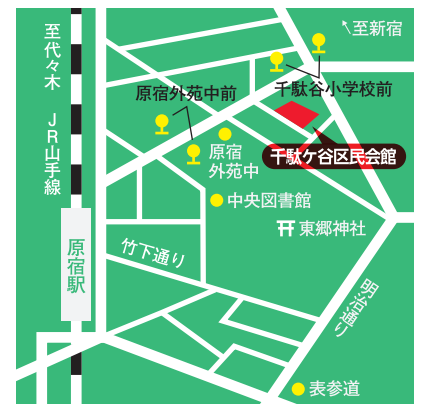 至代々木
JR山手線
↖至新宿
千駄谷小学校前
原宿外苑中前
千駄ケ谷区民会館
原宿
外苑中
中央図書館
東郷神社
竹下通り
原宿駅
明治通り
表参道